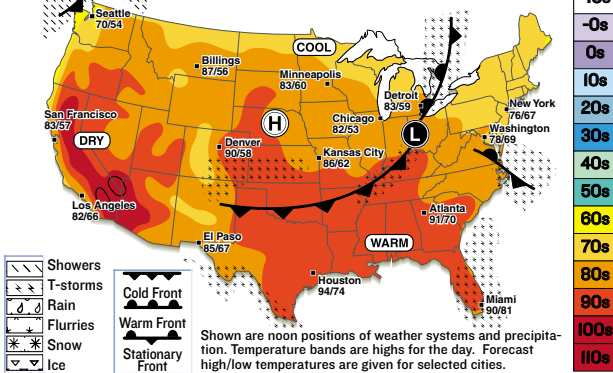 Seattle
70/54
COOL
Billings
87/56
Minneapolis
83/60
Detroit
83/59
New York
76/67
San Francisco
83/57
DRY
H
Chicago
82/53
L
Washington
78/69
Denver
90/58
Kansas City
86/62
Los Angeles
82/66
Atlanta
91/70
El Paso
85/67
WARM
Houston
94/74
Miami
90/81
Showers
T-storms
Rain
Flurries
Snow
Ice
Cold Front
Warm Front
Stationary
Front
Shown are noon positions of weather systems and precipita-
tion. Temperature bands are highs for the day. Forecast
high/low temperatures are given for selected cities.
-0s
0s
10s
20s
30s
40s
50s
60s
70s
80s
90s
100s
110s